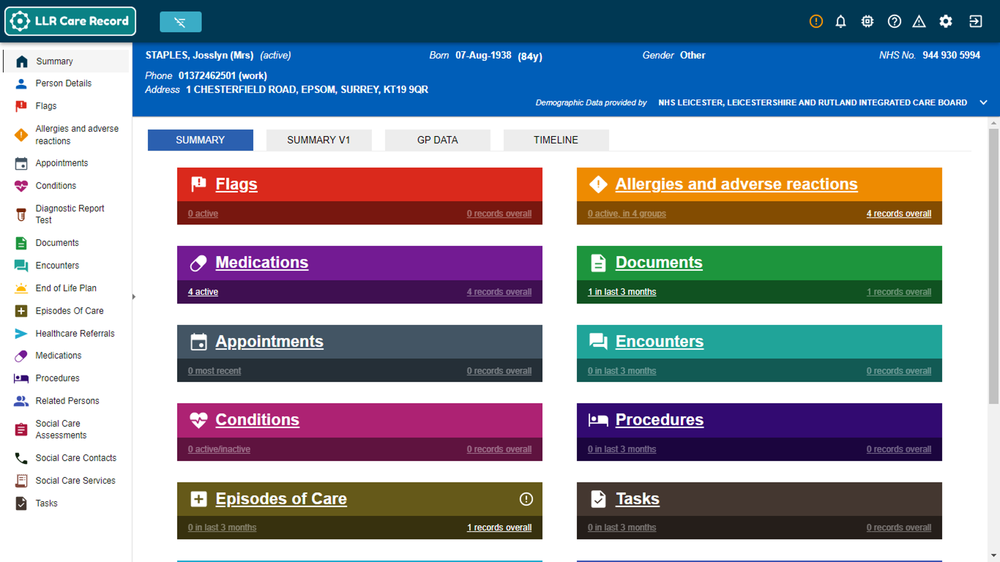 LLR Care Record
Summary
Person Details
Flags
Allergies and adverse
reactions
Appointments
Conditions
Diagnostic Report
Test
Documents
Encounters
End of Life Plan
Episodes Of Care
Healthcare Referrals
Medications
Procedures
Related Persons
Social Care
Assessments
Social Care Contacts
Social Care Services
Tasks
STAPLES, Josslyn (Mrs) (active) Born 07-Aug-1938 (84y) Gender Other NHS No. 944 930 5994
Phone 01372462501 (work)
Address 1 CHESTERFIELD ROAD, EPSOM, SURREY, KT19 9QR
Demographic Data provided by NHS LEICESTER, LEICESTERSHIRE AND RUTLAND INTEGRATED CARE BOARD
SUMMARY SUMMARY V1 GP DATA TIMELINE
Flags
0 active 0 records overall
Allergies and adverse reactions
0 active, in 4 groups 4 records overall
Medications
4 active 4 records overall
Documents
1 in last 3 months 1 records overall
Appointments
0 most recent 0 records overall
Encounters
0 in last 3 months 0 records overall
Conditions
0 active/inactive 0 records overall
Procedures
0 in last 3 months 0 records overall
Episodes of Care
0 in last 3 months 1 records overall
Tasks
0 in last 3 months 0 records overall